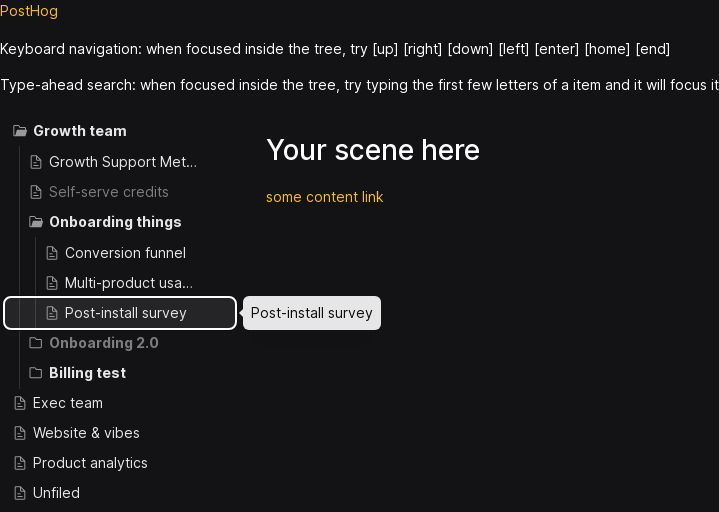 PostHog
Keyboard navigation: when focused inside the tree, try [up] [right] [down] [left] [enter] [home] [end]
Type-ahead search: when focused inside the tree, try typing the first few letters of a item and it will focus it
Growth team
Growth Support Met...
Self-serve credits
Onboarding things
Conversion funnel
Multi-product usa...
Post-install survey
Post-install survey
Onboarding 2.0
Billing test
Exec team
Website & vibes
Product analytics
Unfiled
Your scene here
some content link